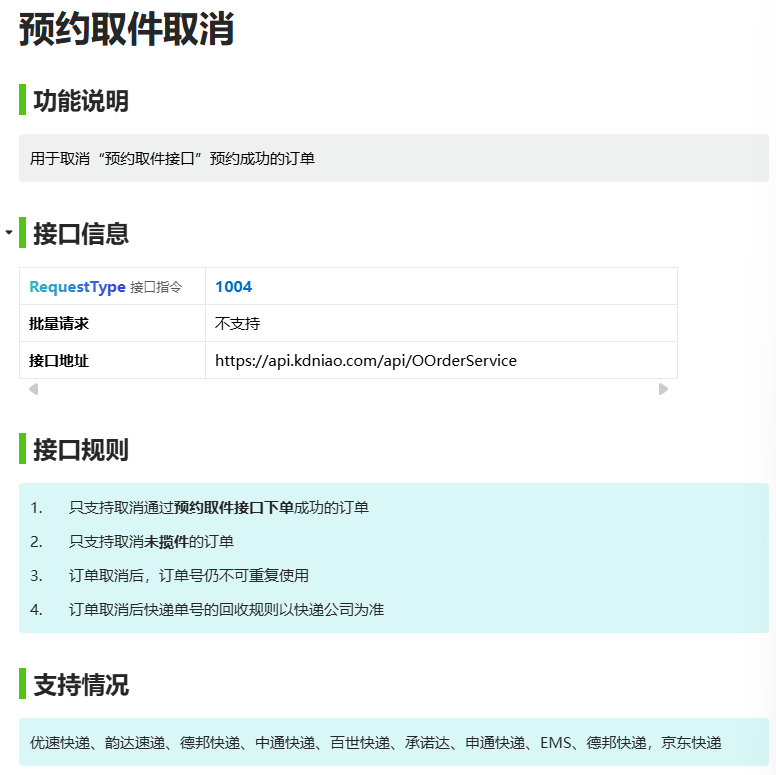 预约取件取消
功能说明
用于取消“预约取件接口”预约成功的订单
接口信息
RequestType 接口指令 1004
批量请求 不支持
接口地址 https://api.kdniao.com/api/OOrderService
接口规则
1. 只支持取消通过预约取件接口下单成功的订单
2. 只支持取消未揽件的订单
3. 订单取消后，订单号仍不可重复使用
4. 订单取消后快递单号的回收规则以快递公司为准
支持情况
优速快递、韵达速递、德邦快递、中通快递、百世快递、承诺达、申通快递、EMS、德邦快递，京东快递